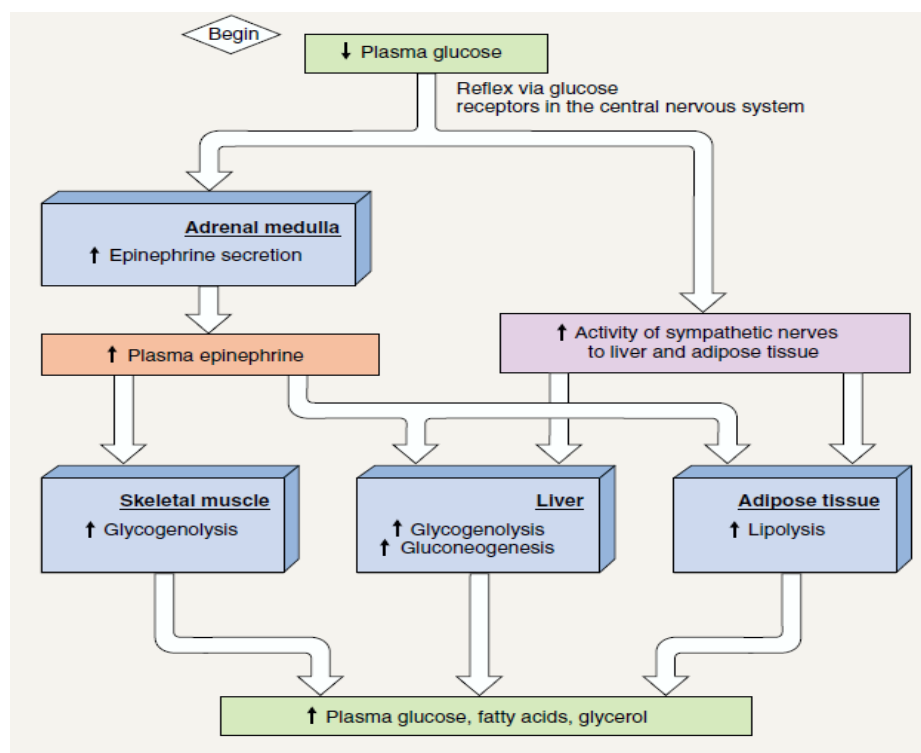 Begin
↓ Plasma glucose
Reflex via glucose
receptors in the central nervous system
Adrenal medulla
↑ Epinephrine secretion
↑ Plasma epinephrine
↑ Activity of sympathetic nerves
to liver and adipose tissue
Skeletal muscle
↑ Glycogenolysis
Liver
↑ Glycogenolysis
↑ Gluconeogenesis
Adipose tissue
↑ Lipolysis
↑ Plasma glucose, fatty acids, glycerol